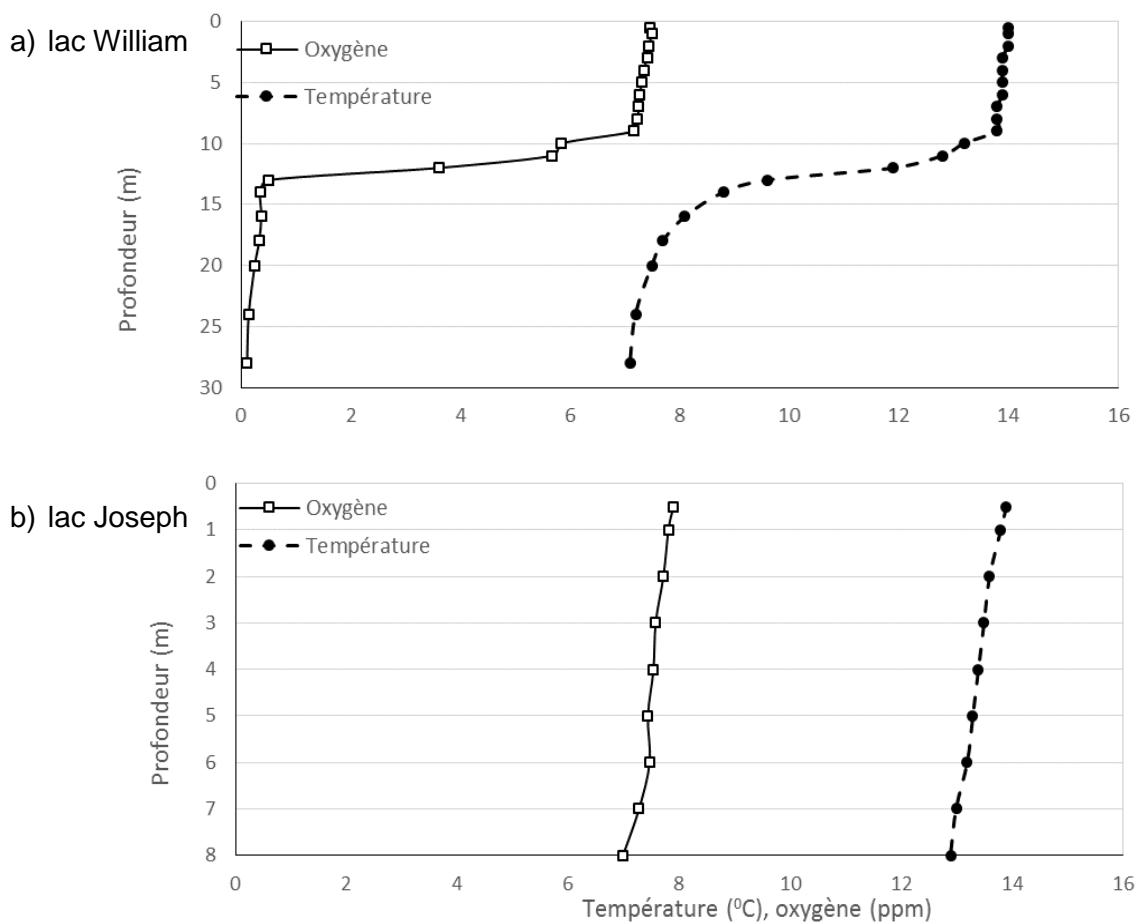 a) lac William
Oxygène
Température
Profondeur (m)
0
5
10
15
20
25
30
0 2 4 6 8 10 12 14 16
b) lac Joseph
Oxygène
Température
Profondeur (m)
0
1
2
3
4
5
6
7
8
0 2 4 6 8 10 12 14 16
Température (⁰C), oxygène (ppm)